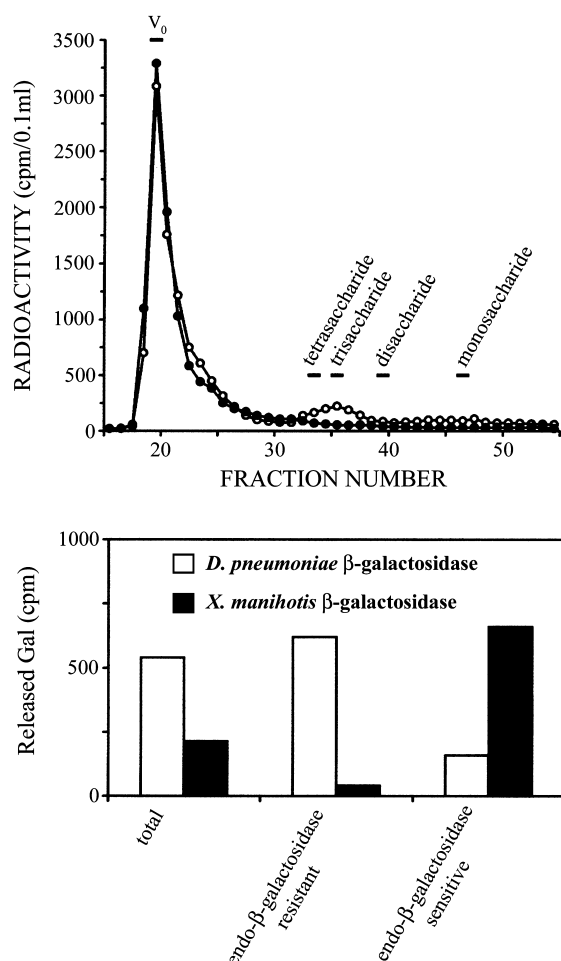 V0
3500
3000
2500
2000
1500
1000
500
0
RADIOACTIVITY (cpm/0.1ml)
tetrasaccharide
trisaccharide
disaccharide
monosaccharide
20
30
40
50
FRACTION NUMBER
1000
500
0
Released Gal (cpm)
D. pneumoniae β-galactosidase
X. manihotis β-galactosidase
total
endo-β-galactosidase
resistant
endo-β-galactosidase
sensitive